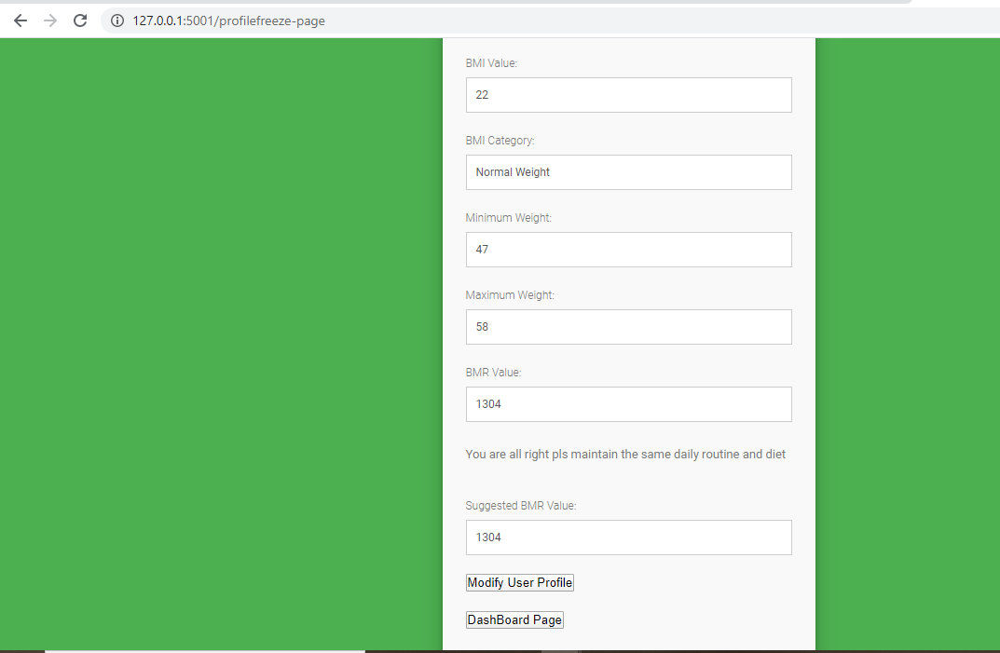 127.0.0.1:5001/profilefreeze-page
BMI Value:
22
BMI Category:
Normal Weight
Minimum Weight:
47
Maximum Weight:
58
BMR Value:
1304
You are all right pls maintain the same daily routine and diet
Suggested BMR Value:
1304
Modify User Profile
DashBoard Page